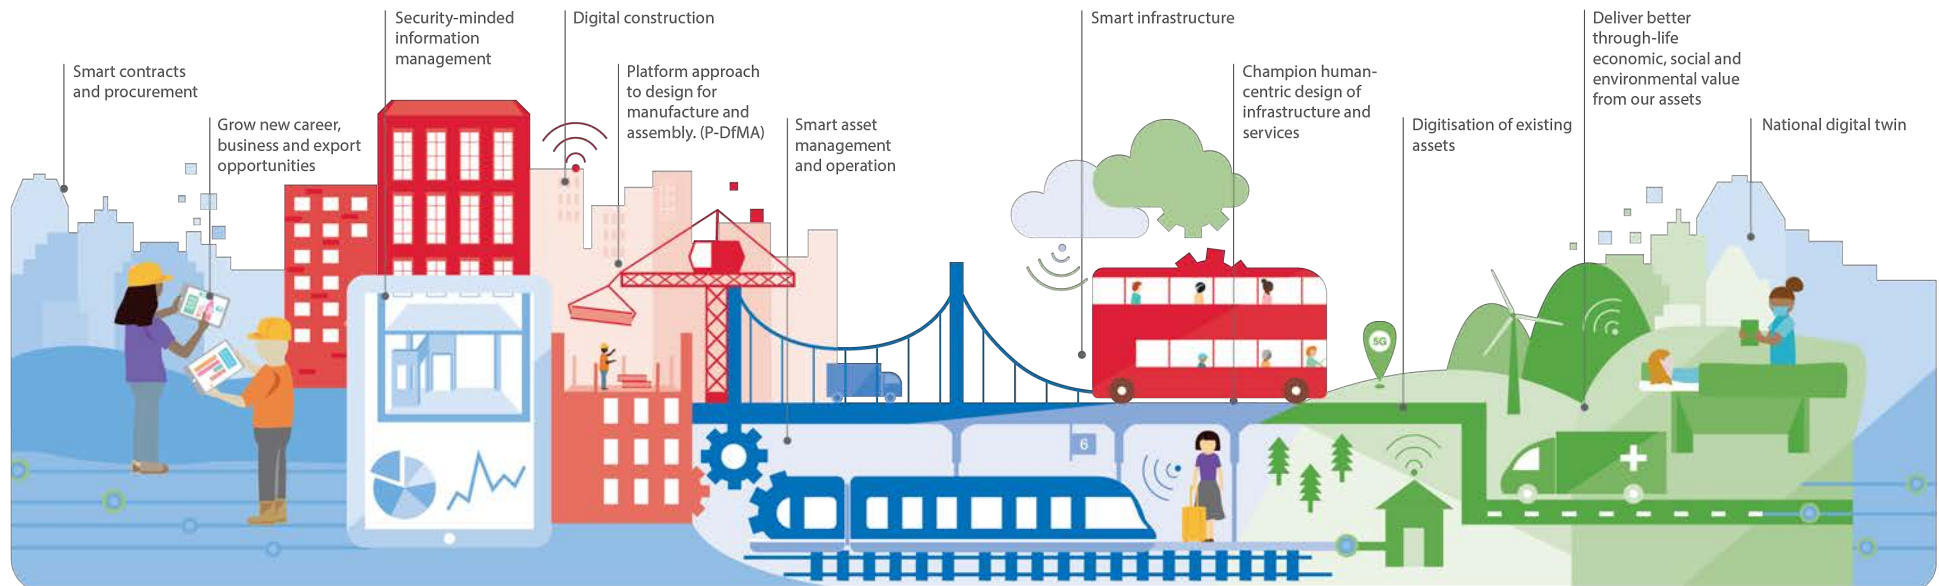 Smart contracts
and procurement
Grow new career,
business and export
opportunities
Security-minded
information
management
Digital construction
Platform approach
to design for
manufacture and
assembly. (P-DfMA)
Smart asset
management
and operation
Smart infrastructure
Champion human-
centric design of
infrastructure and
services
Digitisation of existing
assets
Deliver better
through-life
economic, social and
environmental value
from our assets
National digital twin
5G
6